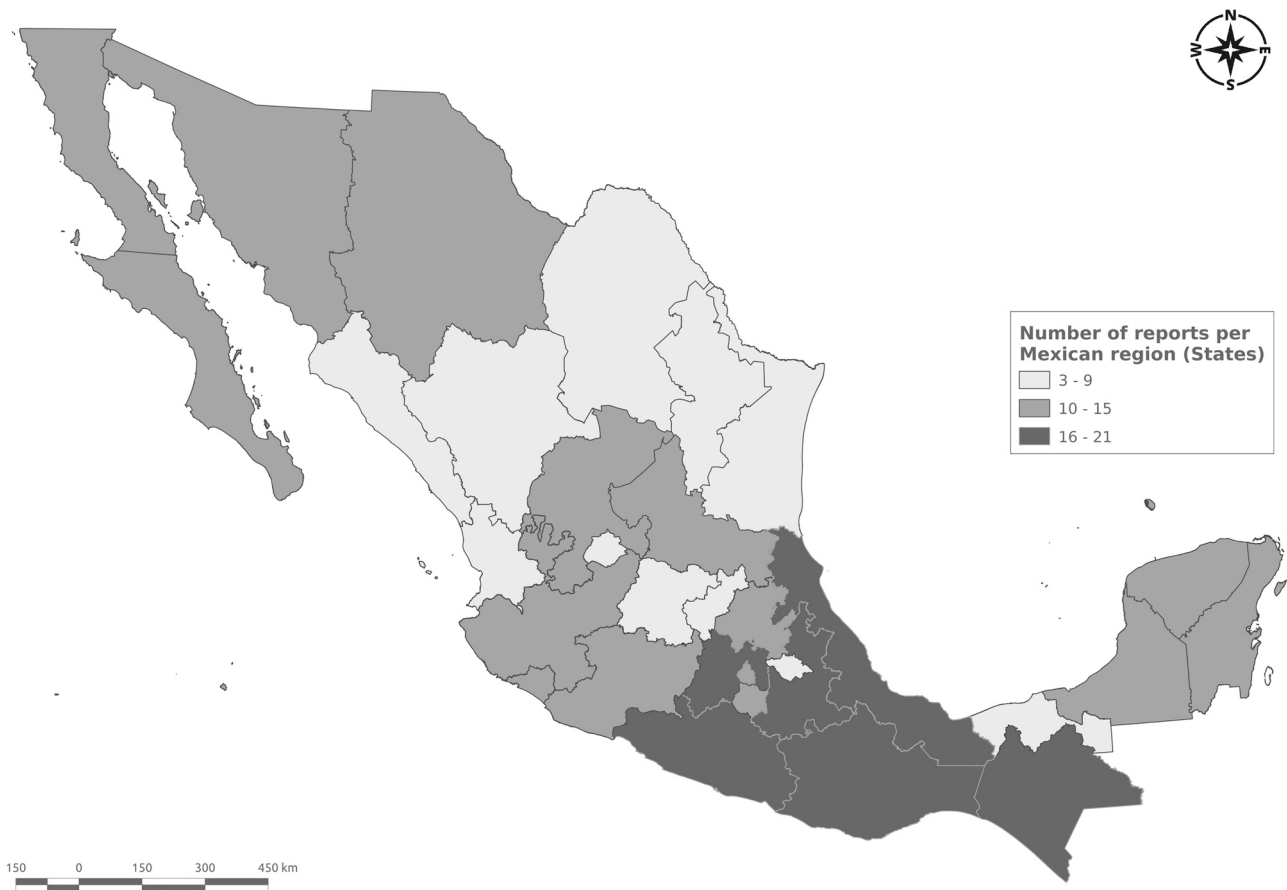 N
W
E
S
Number of reports per
Mexican region (States)
3 - 9
10 - 15
16 - 21
150 0 150 300 450 km